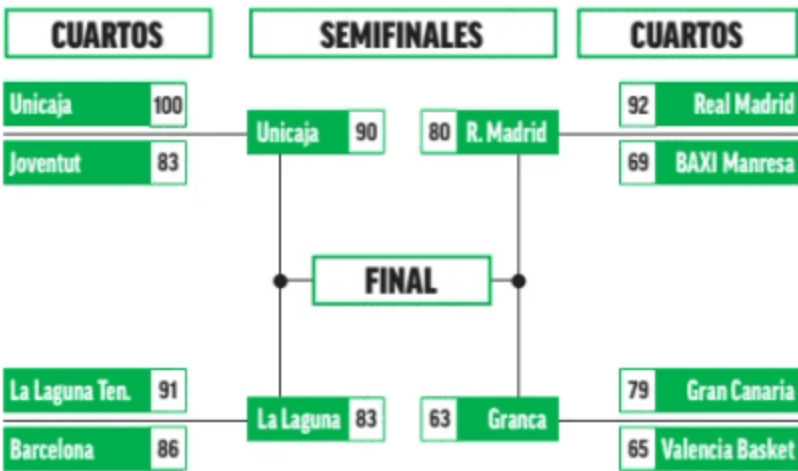 CUARTOS SEMIFINALES CUARTOS
Unicaja 100
Joventut 83
Unicaja 90
80 R. Madrid
92 Real Madrid
69 BAXI Manresa
FINAL
La Laguna Ten. 91
Barcelona 86
La Laguna 83
63 Granca
79 Gran Canaria
65 Valencia Basket